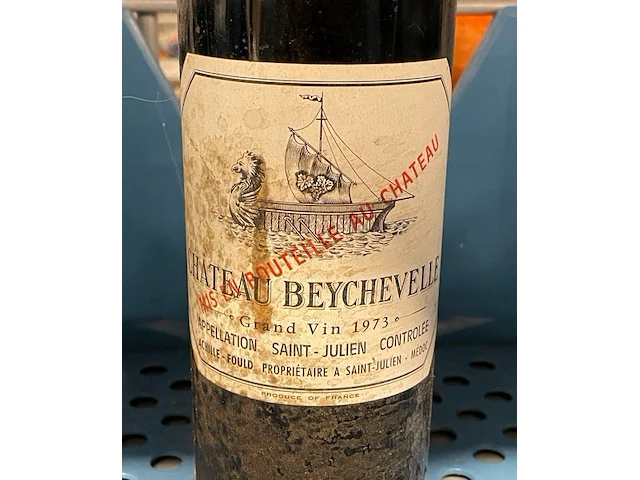 MIS EN BOUTEILLE AU CHATEAU
CHATEAU BEYCHEVELLE
Grand Vin 1973
APPELLATION SAINT-JULIEN CONTROLÉE
ACHILLE-FOULD PROPRIÉTAIRE A SAINT-JULIEN - MÉDOC
PRODUCE OF FRANCE